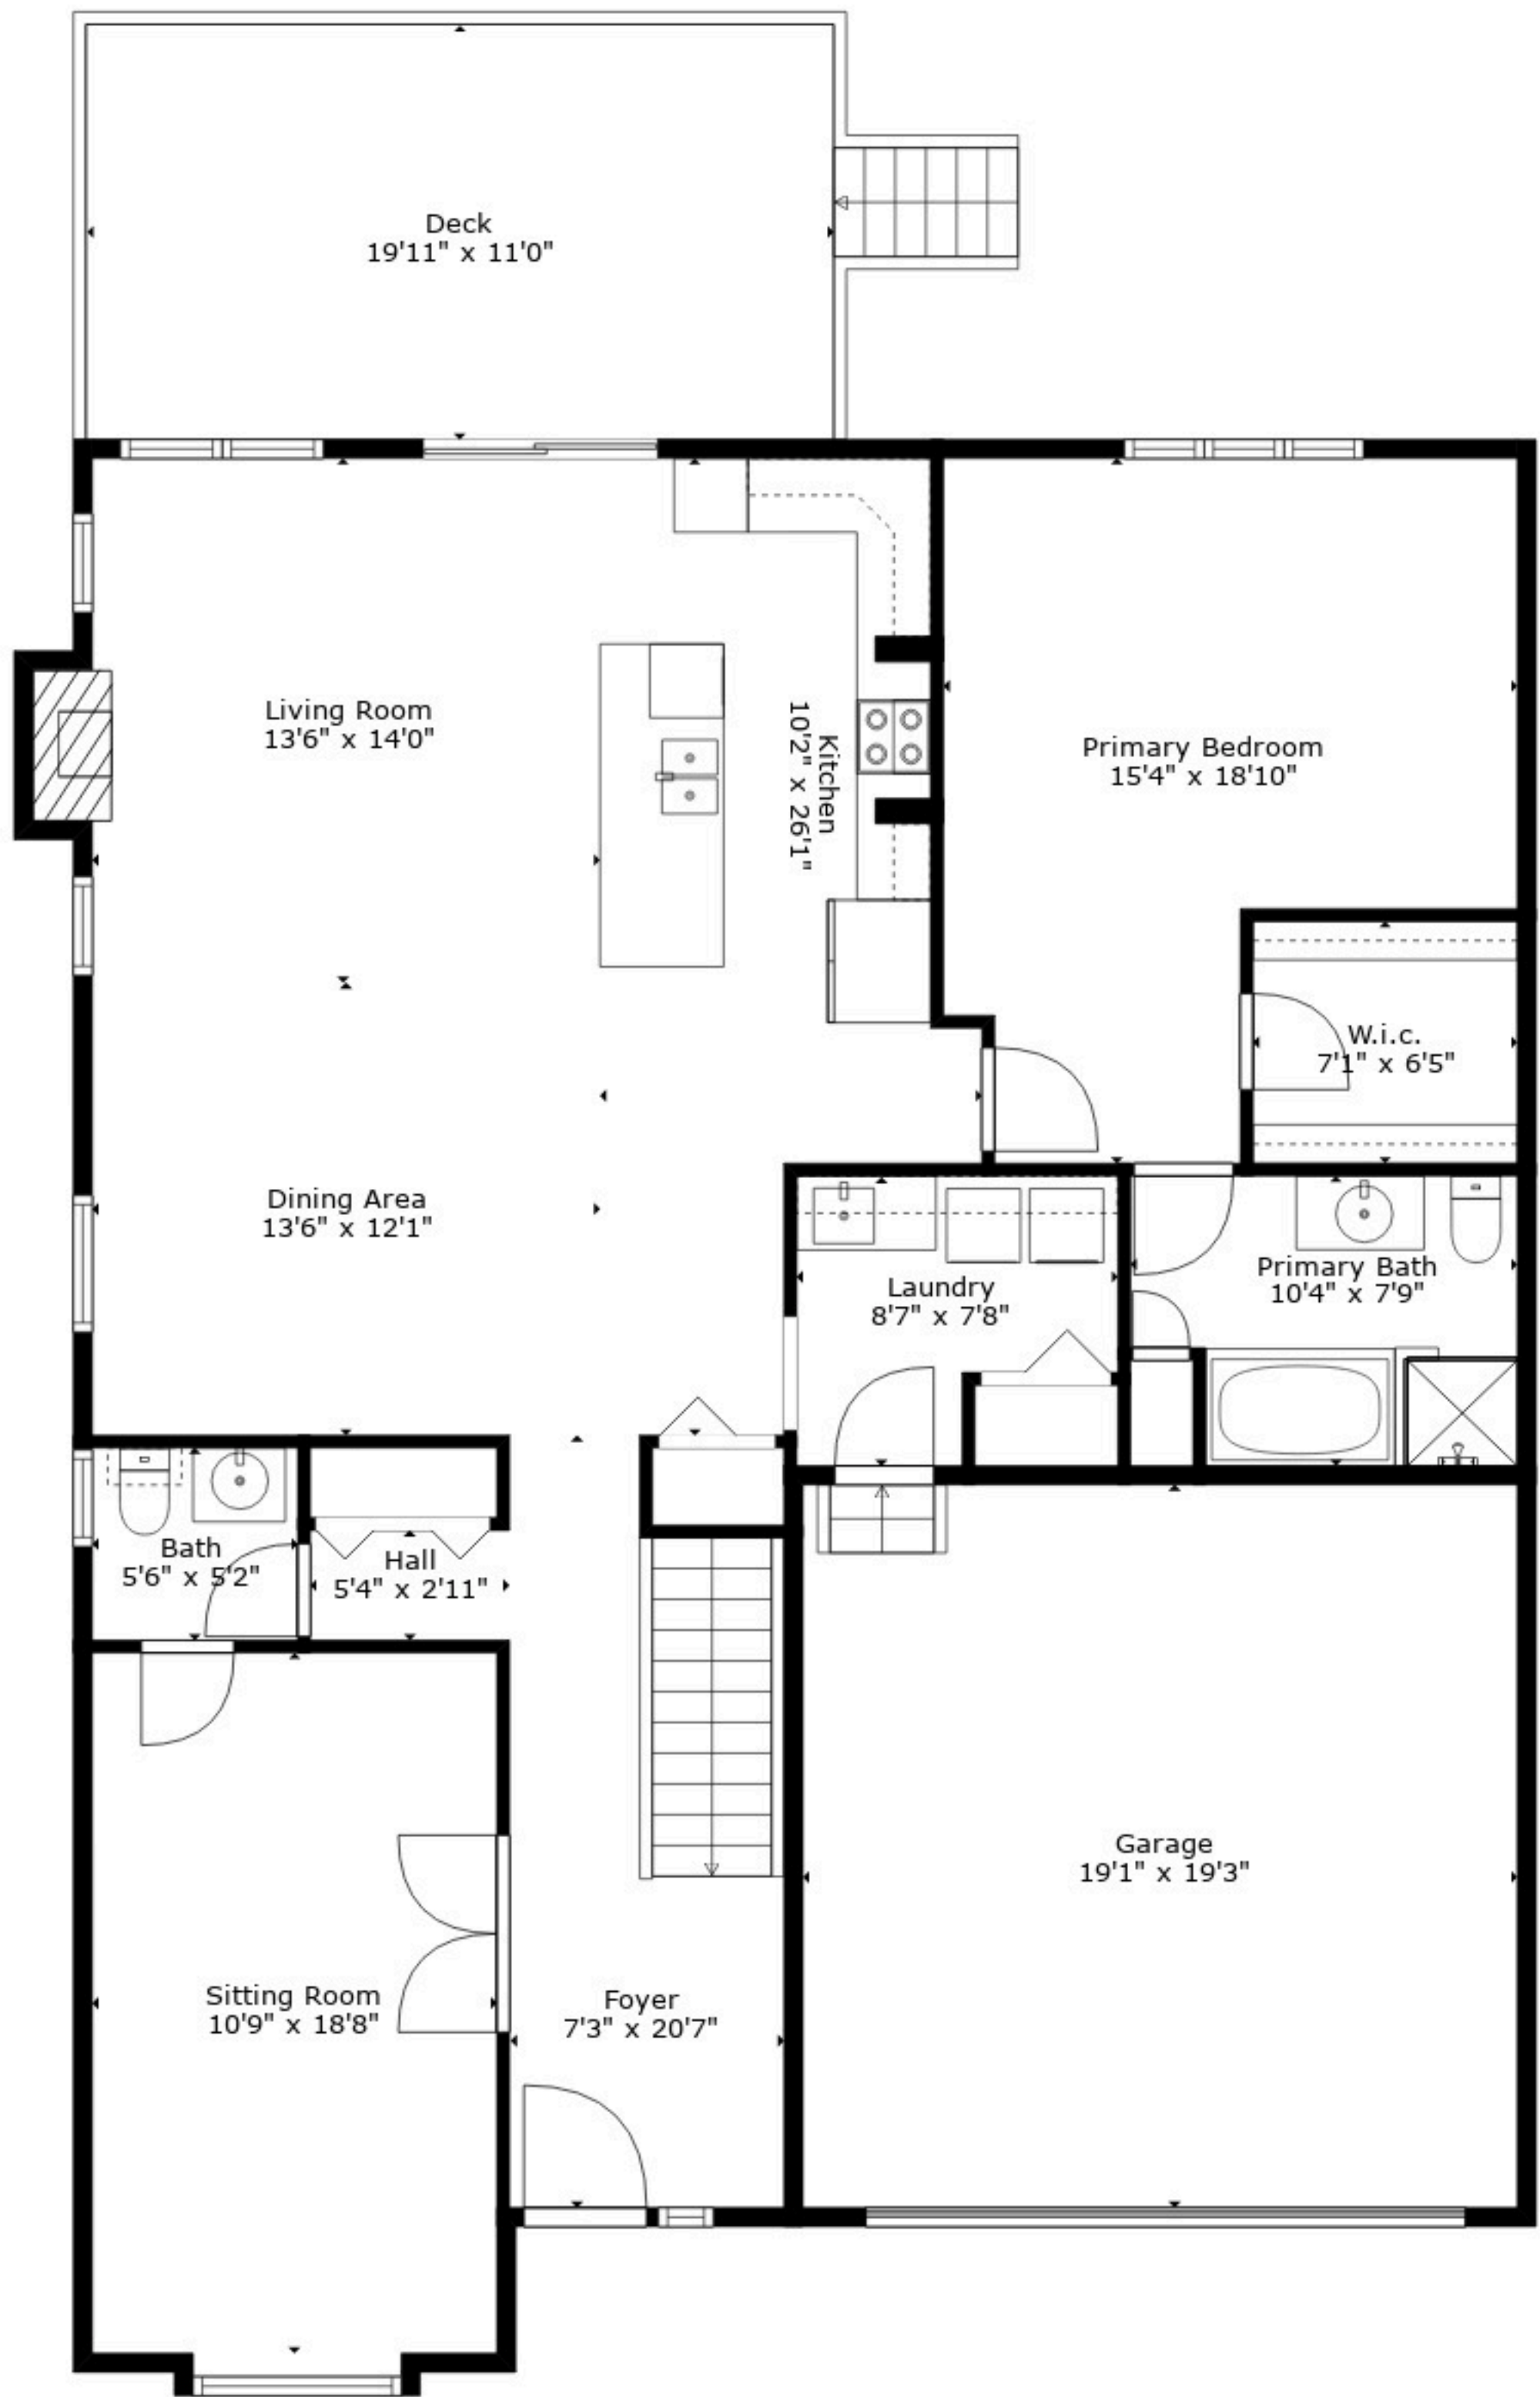 Deck
19'11" x 11'0"
Living Room
13'6" x 14'0"
Kitchen
10'2" x 26'1"
Primary Bedroom
15'4" x 18'10"
W.i.c.
7'1" x 6'5"
Dining Area
13'6" x 12'1"
Laundry
8'7" x 7'8"
Primary Bath
10'4" x 7'9"
Bath
5'6" x 5'2"
Hall
5'4" x 2'11"
Garage
19'1" x 19'3"
Sitting Room
10'9" x 18'8"
Foyer
7'3" x 20'7"